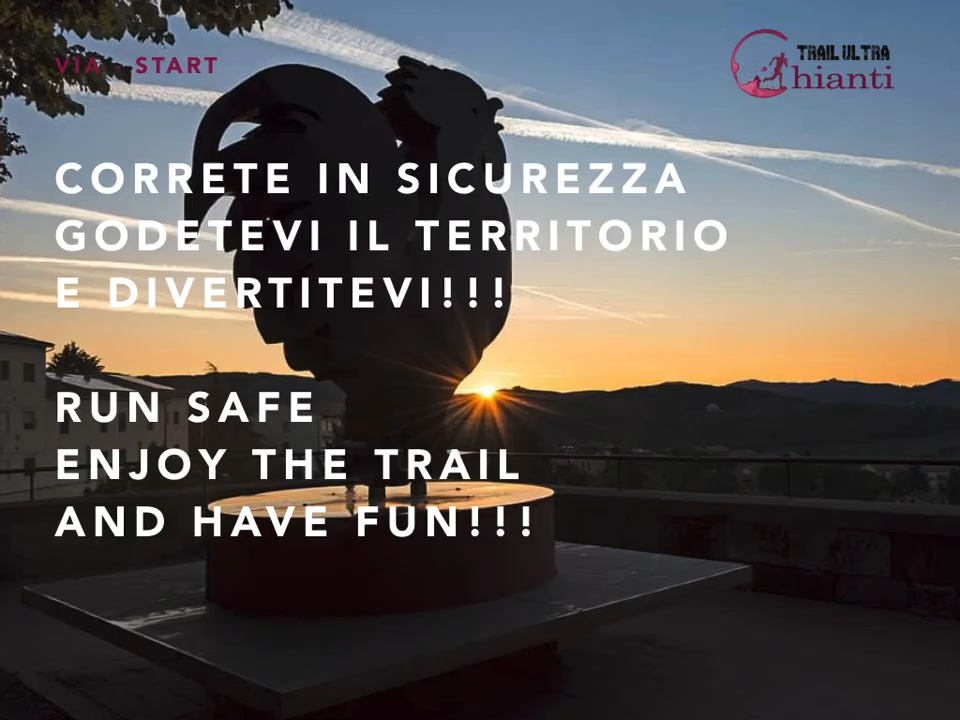 VIA - START
TRAIL ULTRA
Chianti
CORRETE IN SICUREZZA
GODETEVI IL TERRITORIO
E DIVERTITEVI!!!
RUN SAFE
ENJOY THE TRAIL
AND HAVE FUN!!!